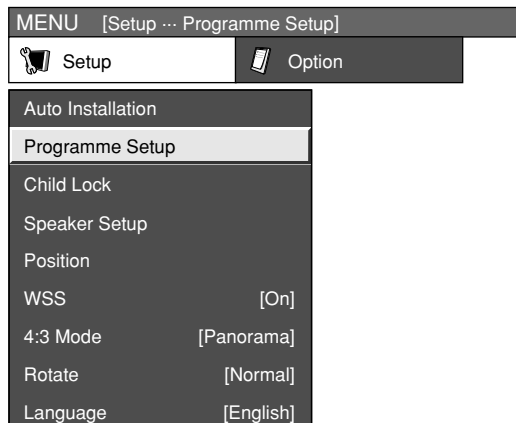 MENU [Setup ··· Programme Setup]
Setup Option
Auto Installation
Programme Setup
Child Lock
Speaker Setup
Position
WSS [On]
4:3 Mode [Panorama]
Rotate [Normal]
Language [English]